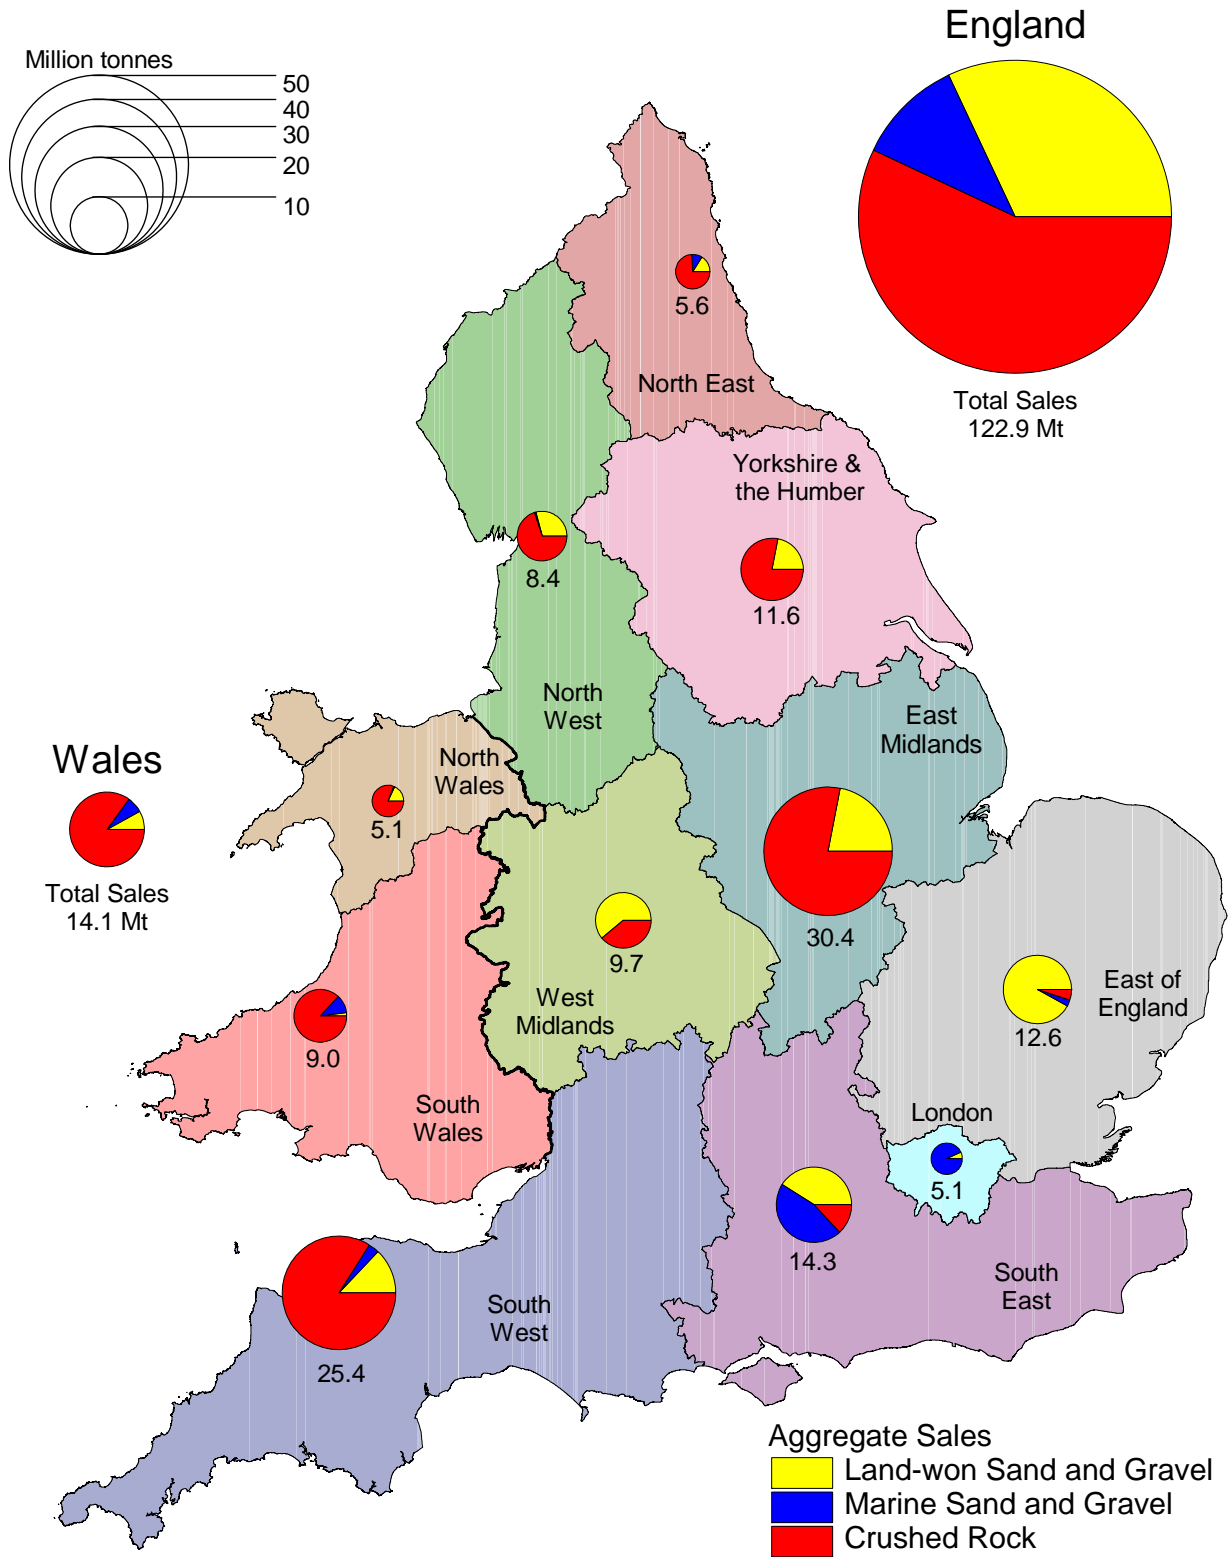 England
Million tonnes
50
40
30
20
10
5.6
North East
Total Sales
122.9 Mt
Yorkshire &
the Humber
8.4
11.6
North
West
East
Midlands
Wales
North
Wales
5.1
Total Sales
14.1 Mt
30.4
9.7
West
Midlands
East of
England
12.6
9.0
South
Wales
London
5.1
14.3
South
East
South
West
25.4
Aggregate Sales
Land-won Sand and Gravel
Marine Sand and Gravel
Crushed Rock